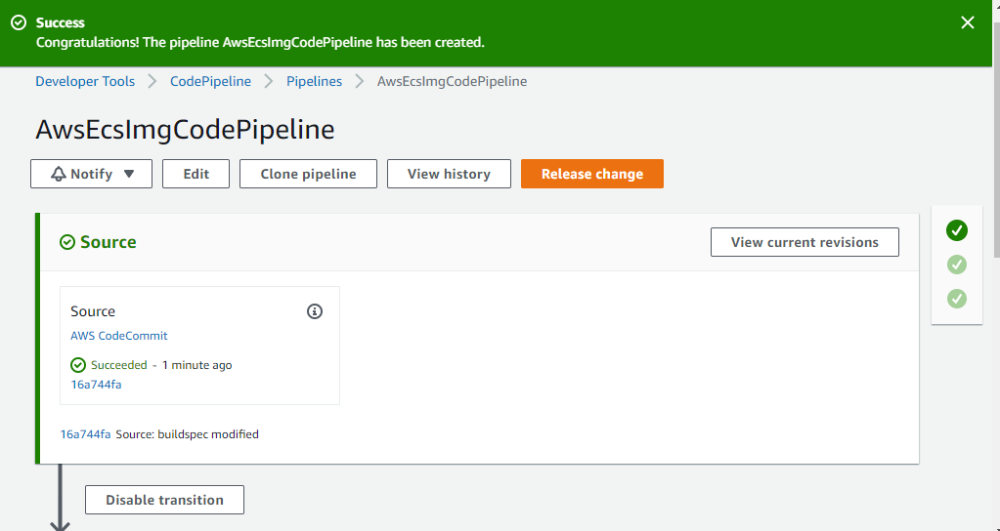 Success
Congratulations! The pipeline AwsEcsImgCodePipeline has been created.
Developer Tools CodePipeline Pipelines AwsEcsImgCodePipeline
AwsEcsImgCodePipeline
Notify Edit Clone pipeline View history Release change
Source View current revisions
Source
AWS CodeCommit
Succeeded - 1 minute ago
16a744fa
16a744fa Source: buildspec modified
Disable transition